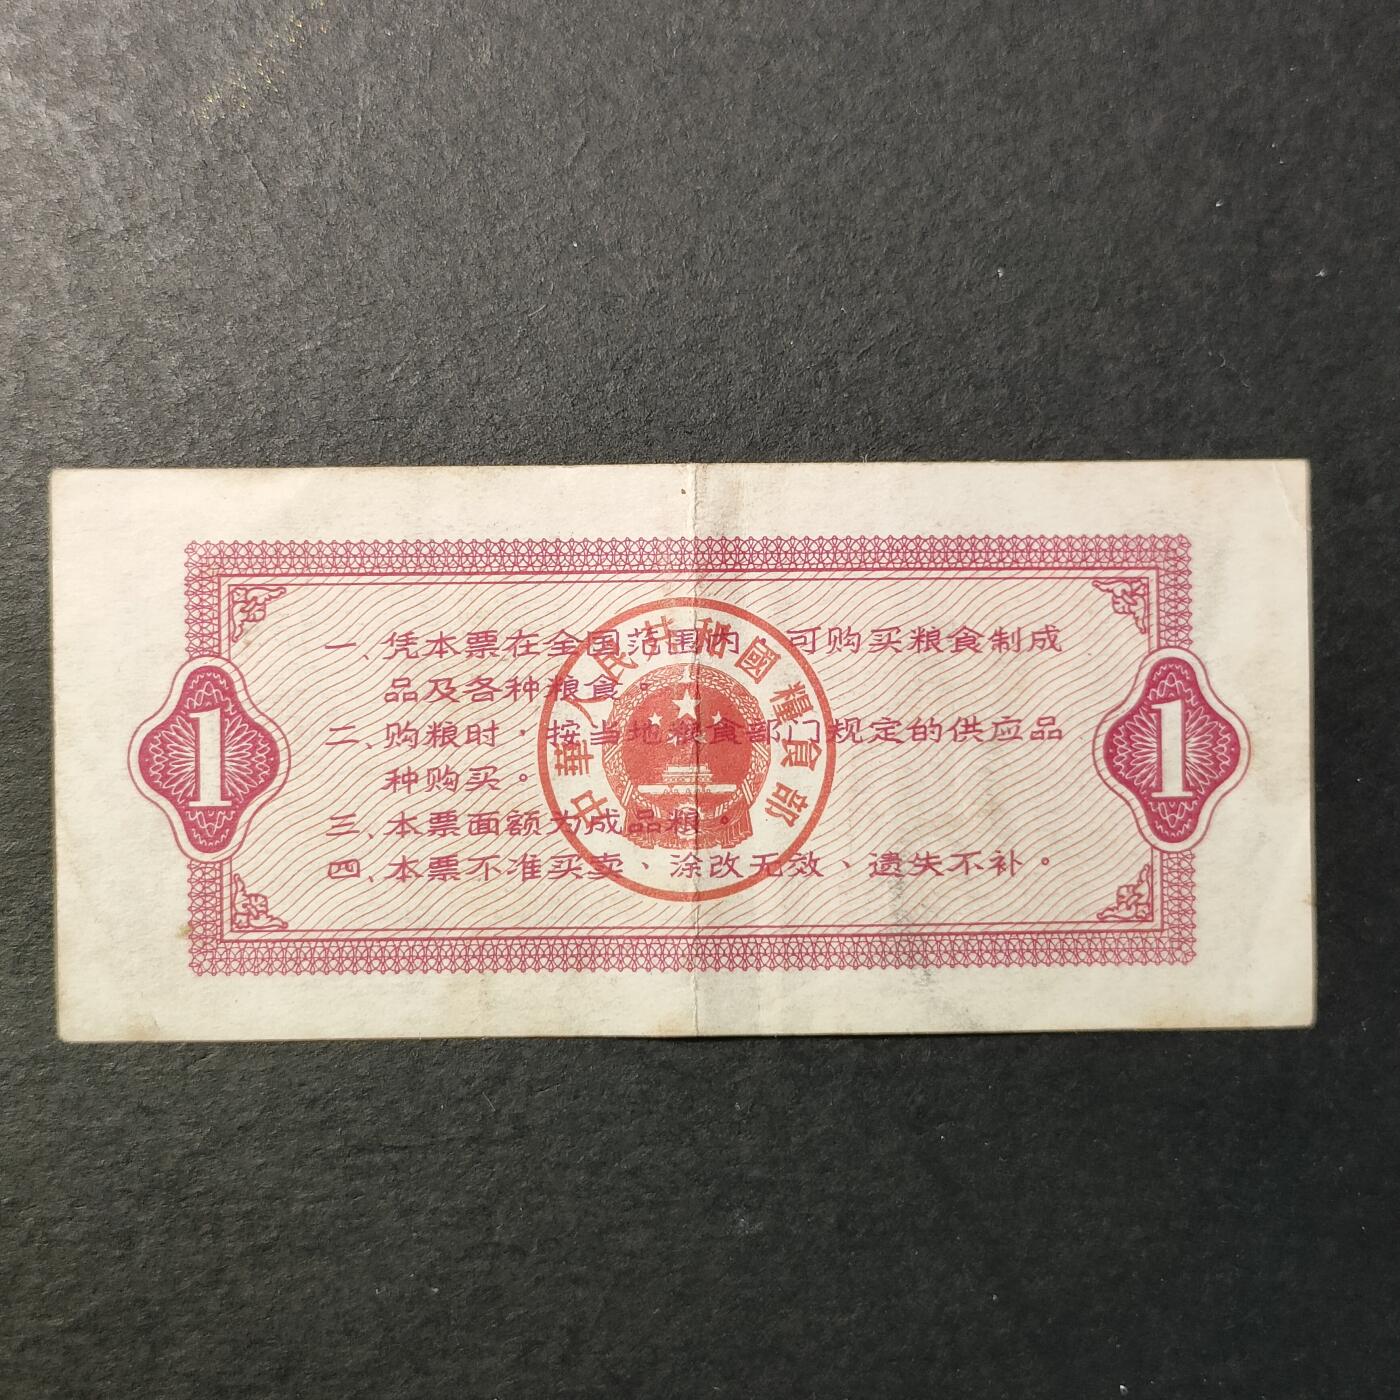 一、凭本票在全国范围内，可购买粮食制成
品及各种粮食。
二、购粮时，按当地粮食部门规定的供应品
种购买。
三、本票面额为成品粮。
四、本票不准买卖、涂改无效、遗失不补。
1
1
中華人民共和國糧食部